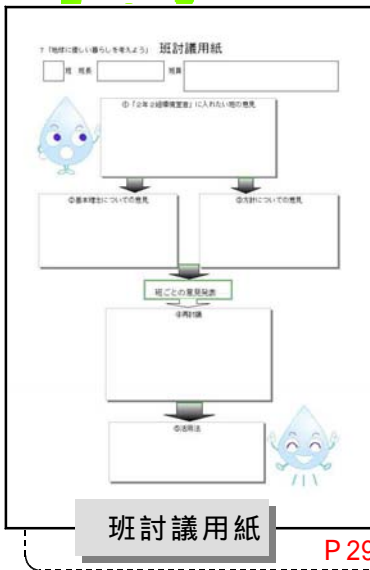 7 「地球に優しい暮らしを考えよう」 班討議用紙
班 班長 班員
①「○年○組環境宣言」に入れたい班の意見
②基本理念についての意見 ③方針についての意見
班ごとの意見発表
④再討議
⑤活用法
班討議用紙
P 29